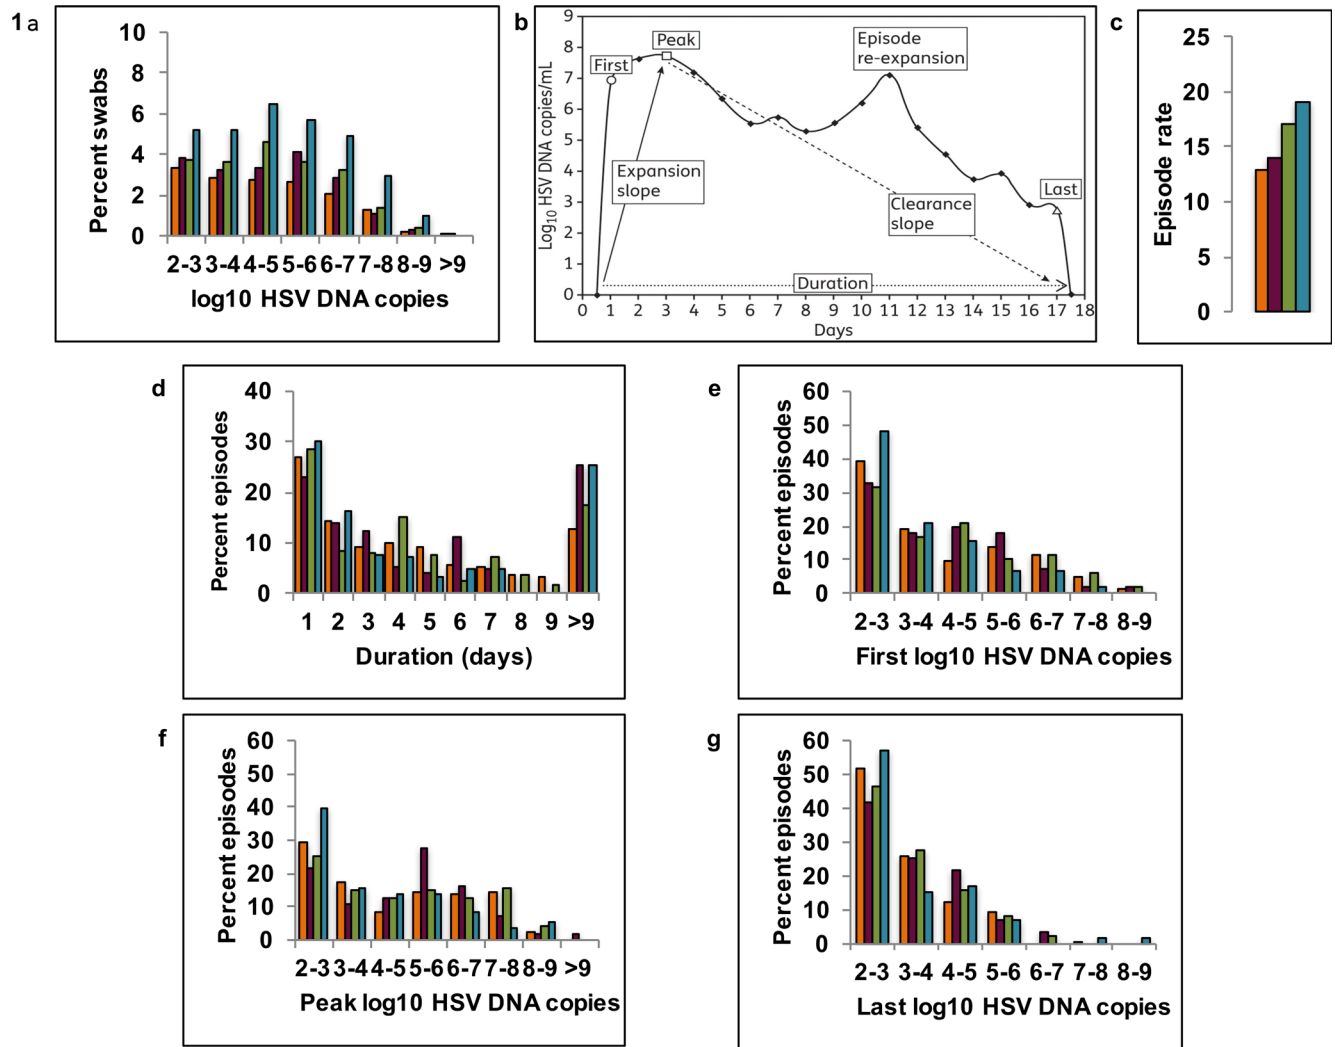 1a
10
8
6
4
2
0
Percent swabs
2-3 3-4 4-5 5-6 6-7 7-8 8-9 >9
log10 HSV DNA copies
b
9
8
7
6
5
4
3
2
1
0
Log10 HSV DNA copies/mL
First
Peak
Episode
re-expansion
Expansion
slope
Clearance
slope
Last
Duration
0 1 2 3 4 5 6 7 8 9 10 11 12 13 14 15 16 17 18
Days
c
25
20
15
10
5
0
Episode rate
d
40
30
20
10
0
Percent episodes
1 2 3 4 5 6 7 8 9 >9
Duration (days)
e
60
50
40
30
20
10
0
Percent episodes
2-3 3-4 4-5 5-6 6-7 7-8 8-9
First log10 HSV DNA copies
f
60
50
40
30
20
10
0
Percent episodes
2-3 3-4 4-5 5-6 6-7 7-8 8-9 >9
Peak log10 HSV DNA copies
g
60
50
40
30
20
10
0
Percent episodes
2-3 3-4 4-5 5-6 6-7 7-8 8-9
Last log10 HSV DNA copies